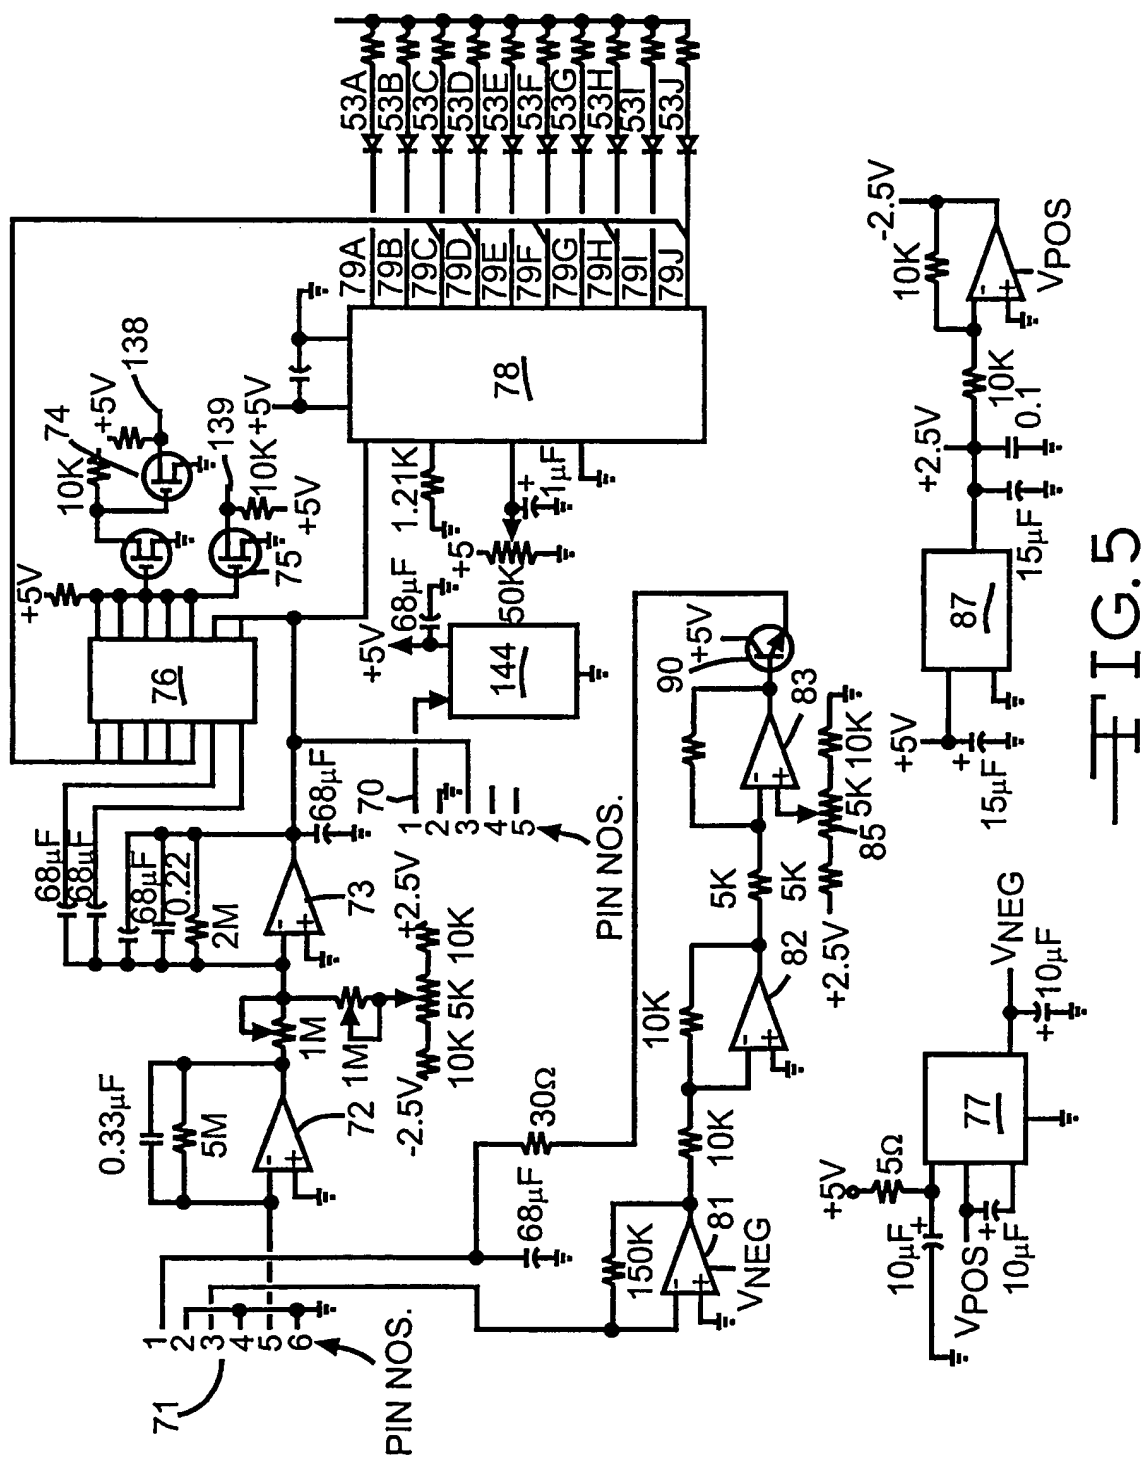 53A
53B
53C
53D
53E
53F
53G
53H
53I
53J
79A
79B
79C
79D
79E
79F
79G
79H
79I
79J
78
+5V
138
74
+5V
10K
139
10K
+5V
75
+5V
76
1.21K
1µF
+5
50K
68µF
+5V
144
70
1
2
3
4
5
PIN NOS.
68µF
68µF
68µF
0.22
2M
68µF
73
+2.5V
10K
5K
10K
-2.5V
1M
1M
0.33µF
5M
72
-
+
-
+
1
2
3
4
5
6
71
PIN NOS.
30Ω
68µF
150K
-
+
81
VNEG
10K
10K
-
+
82
5K
-
+
83
90
+5V
+2.5V
5K
5K
10K
85
+5V
5Ω
10µF
+
VPOS
+
10µF
77
VNEG
10µF
+
+5V
+
15µF
87
+2.5V
15µF
0.1
10K
10K
-2.5V
-
+
VPOS
FIG.5